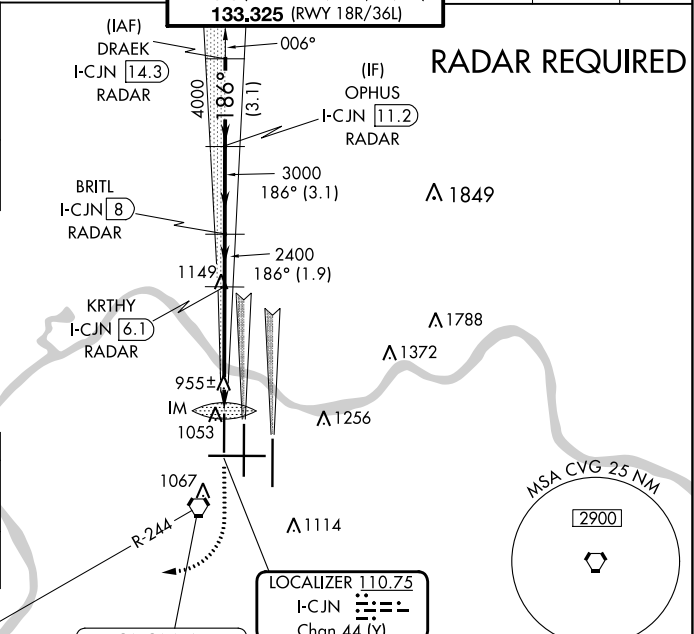 133.325 (RWY 18R/36L)
(IAF)
DRAEK
I-CJN 14.3
RADAR
006°
4000
186°
(3.1)
(IF)
OPHUS
I-CJN 11.2
RADAR
RADAR REQUIRED
3000
186° (3.1)
BRITL
I-CJN 8
RADAR
1849
2400
186° (1.9)
1149
KRTHY
I-CJN 6.1
RADAR
1788
1372
955±
IM
1053
1256
1067
R-244
1114
MSA CVG 25 NM
2900
LOCALIZER 110.75
I-CJN
Chan 44 (Y)